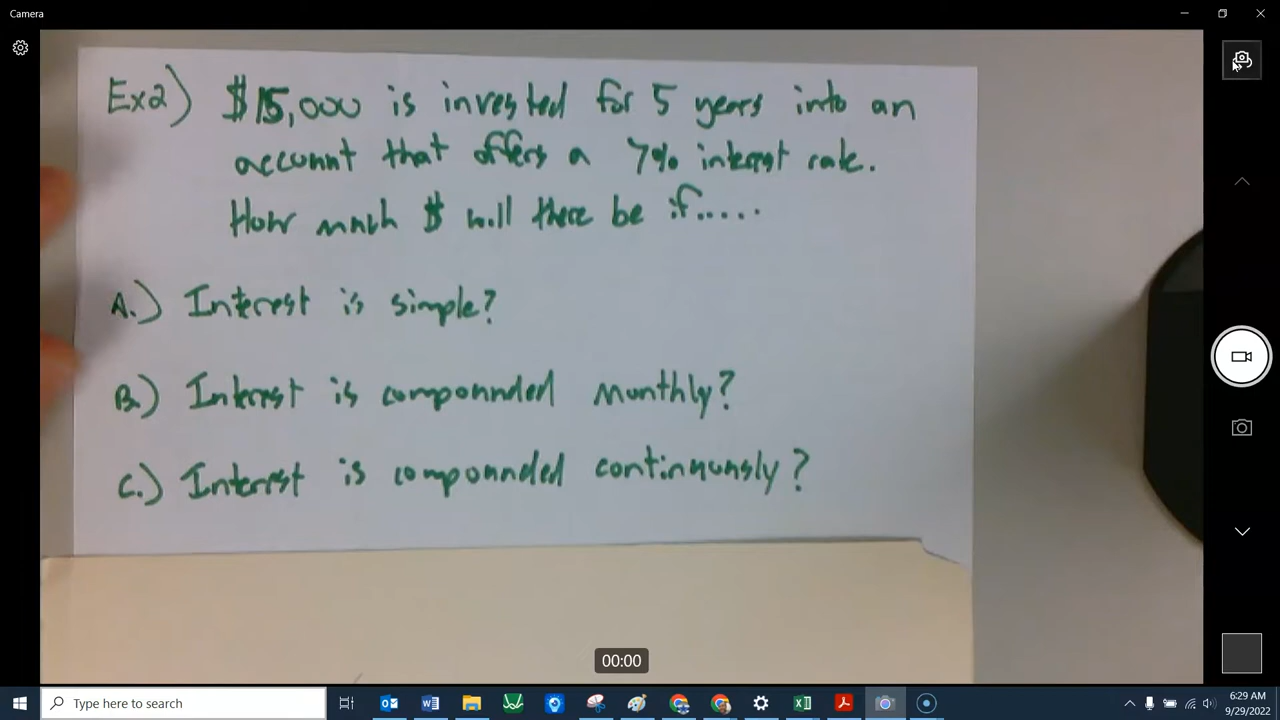 Camera
Ex2) $15,000 is invested for 5 years into an
account that offers a 7% interest rate.
How much $ will there be if.....
A.) Interest is simple?
B.) Interest is compounded monthly?
C.) Interest is compounded continuously?
00:00
Type here to search
6:29 AM
9/29/2022